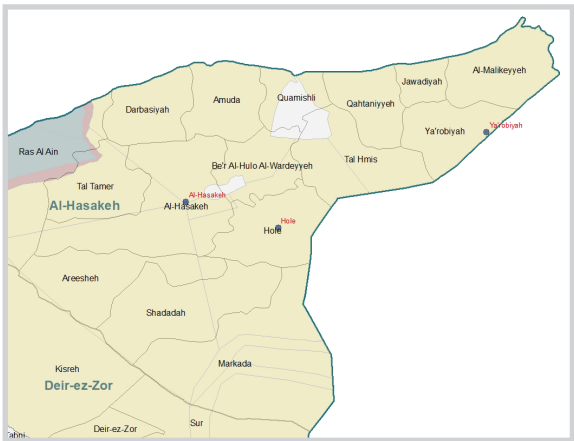 Al-Malikeyyeh
Jawadiyah
Quamishli
Amuda
Qahtaniyyeh
Darbasiyah
Ya'robiyah
Ya'robiyah
Ras Al Ain
Tal Hmis
Be'r Al-Hulo Al-Wardeyyeh
Tal Tamer
Al-Hasakeh
Al-Hasakeh
Al-Hasakeh
Hole
Hole
Areesheh
Shadadah
Markada
Kisreh
Deir-ez-Zor
Sur
Deir-ez-Zor